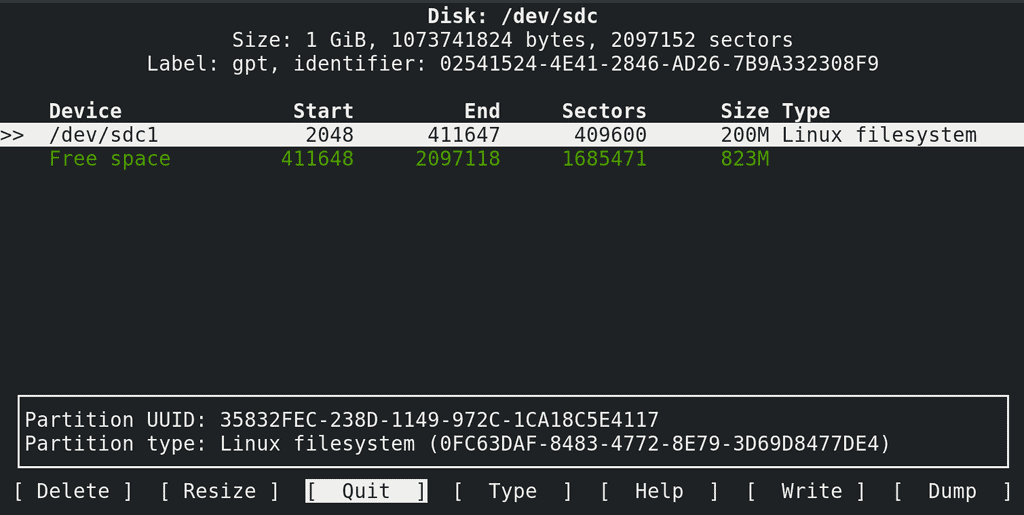 Disk: /dev/sdc
Size: 1 GiB, 1073741824 bytes, 2097152 sectors
Label: gpt, identifier: 02541524-4E41-2846-AD26-7B9A332308F9
Device Start End Sectors Size Type
>> /dev/sdc1 2048 411647 409600 200M Linux filesystem
Free space 411648 2097118 1685471 823M
Partition UUID: 35832FEC-238D-1149-972C-1CA18C5E4117
Partition type: Linux filesystem (0FC63DAF-8483-4772-8E79-3D69D8477DE4)
[ Delete ] [ Resize ] [ Quit ] [ Type ] [ Help ] [ Write ] [ Dump ]